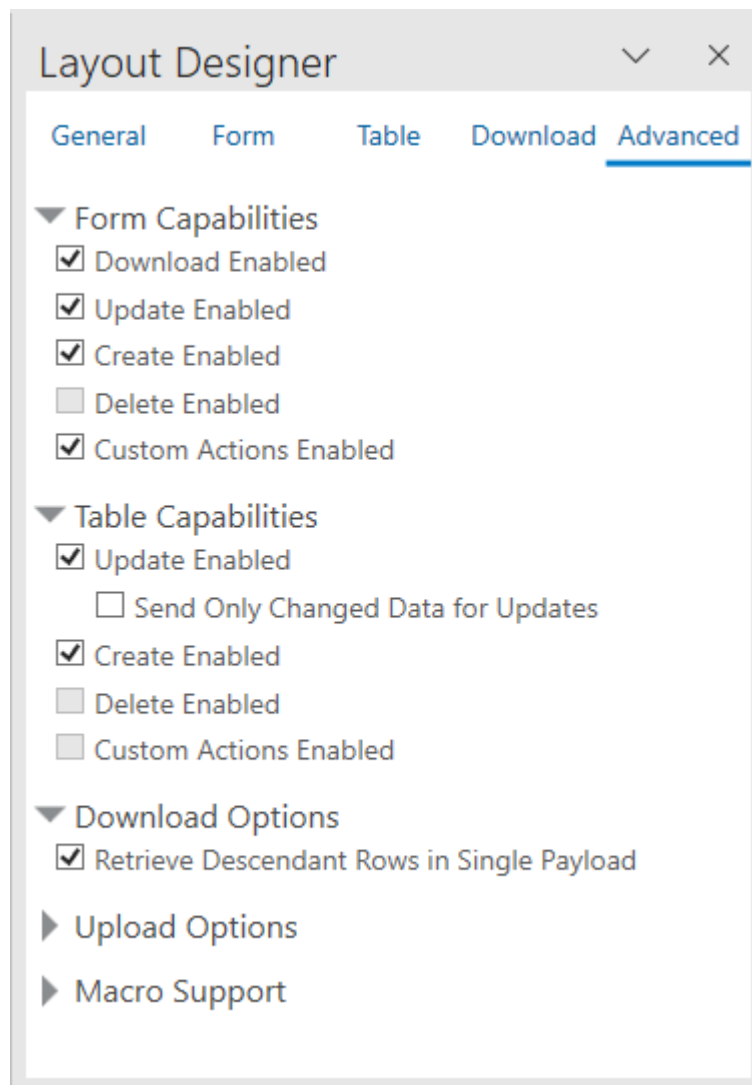 Layout Designer
General Form Table Download Advanced
Form Capabilities
Download Enabled
Update Enabled
Create Enabled
Delete Enabled
Custom Actions Enabled
Table Capabilities
Update Enabled
Send Only Changed Data for Updates
Create Enabled
Delete Enabled
Custom Actions Enabled
Download Options
Retrieve Descendant Rows in Single Payload
Upload Options
Macro Support